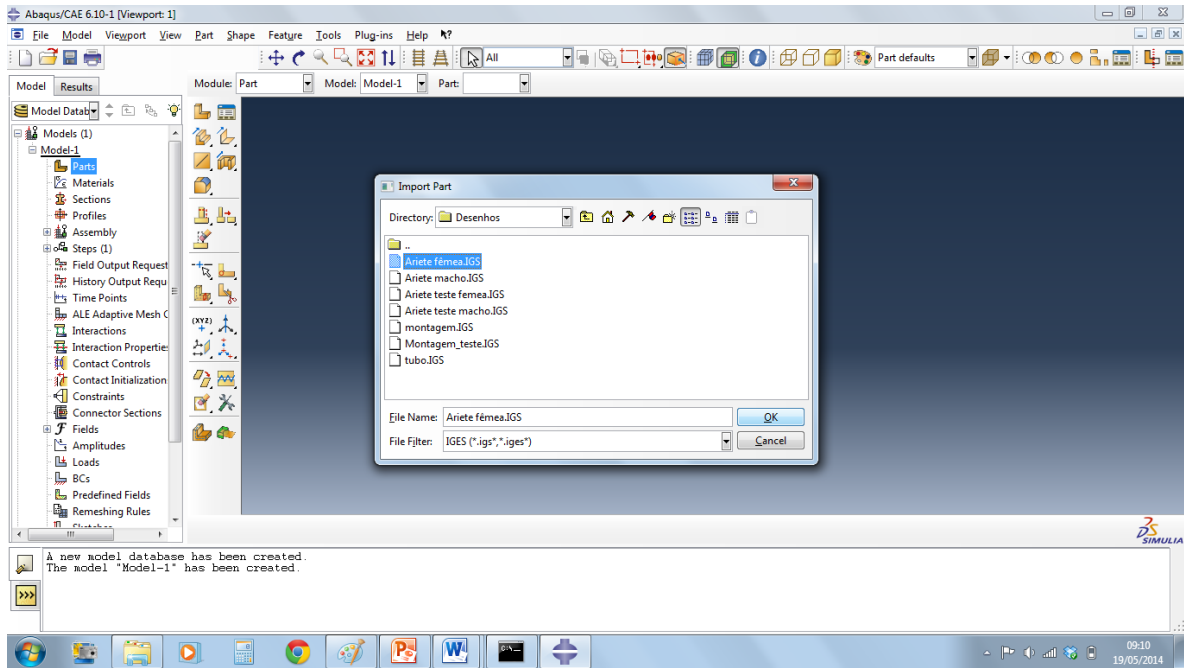 Abaqus/CAE 6.10-1 [Viewport: 1]
File Model Viewport View Part Shape Feature Tools Plug-ins Help
All
Part defaults
Model Results
Module: Part Model: Model-1 Part:
Model Datab
Models (1)
Model-1
Parts
Materials
Sections
Profiles
Assembly
Steps (1)
Field Output Request
History Output Requ
Time Points
ALE Adaptive Mesh C
Interactions
Interaction Propertie
Contact Controls
Contact Initialization
Constraints
Connector Sections
Fields
Amplitudes
Loads
BCs
Predefined Fields
Remeshing Rules
(XYZ)
Import Part
Directory: Desenhos
..
Ariete fêmea.IGS
Ariete macho.IGS
Ariete teste femea.IGS
Ariete teste macho.IGS
montagem.IGS
Montagem_teste.IGS
tubo.IGS
File Name: Ariete fêmea.IGS
OK
File Filter: IGES (*.igs*,*.iges*)
Cancel
SIMULIA
A new model database has been created.
The model "Model-1" has been created.
>>>
09:10
19/05/2014